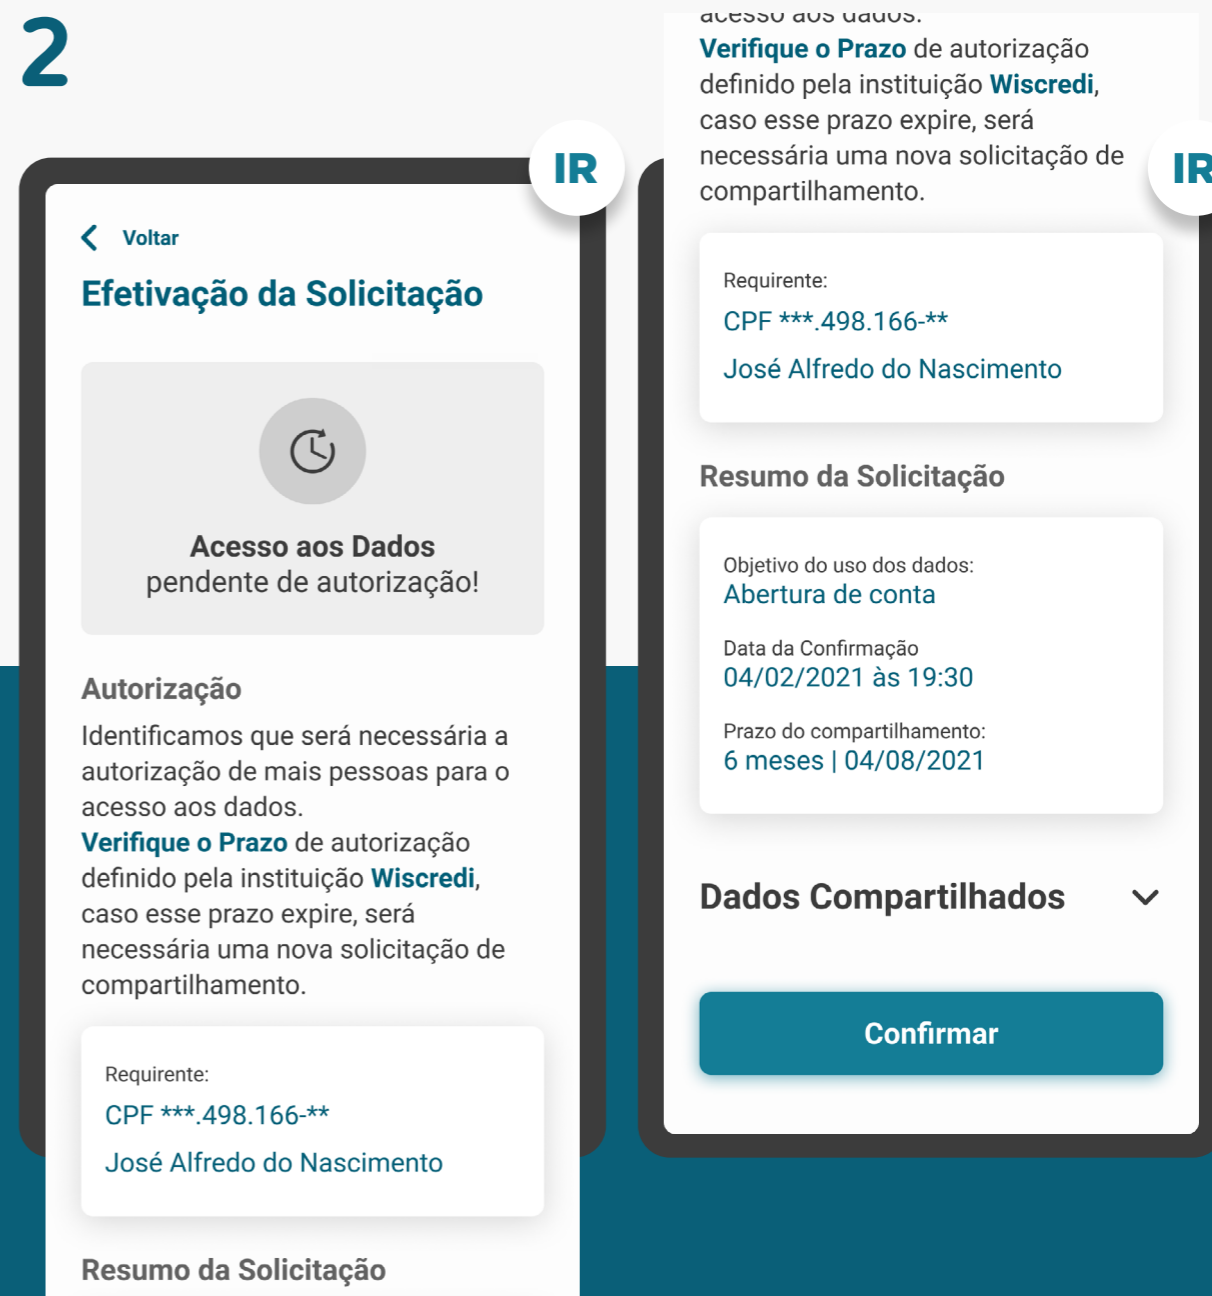 2
IR
Voltar
Efetivação da Solicitação
Acesso aos Dados
pendente de autorização!
Autorização
Identificamos que será necessária a
autorização de mais pessoas para o
acesso aos dados.
Verifique o Prazo de autorização
definido pela instituição Wiscredi,
caso esse prazo expire, será
necessária uma nova solicitação de
compartilhamento.
Requirente:
CPF ***.498.166-**
José Alfredo do Nascimento
Resumo da Solicitação
acesso aos dados.
Verifique o Prazo de autorização
definido pela instituição Wiscredi,
caso esse prazo expire, será
necessária uma nova solicitação de
compartilhamento.
IR
Requirente:
CPF ***.498.166-**
José Alfredo do Nascimento
Resumo da Solicitação
Objetivo do uso dos dados:
Abertura de conta
Data da Confirmação
04/02/2021 às 19:30
Prazo do compartilhamento:
6 meses | 04/08/2021
Dados Compartilhados
Confirmar